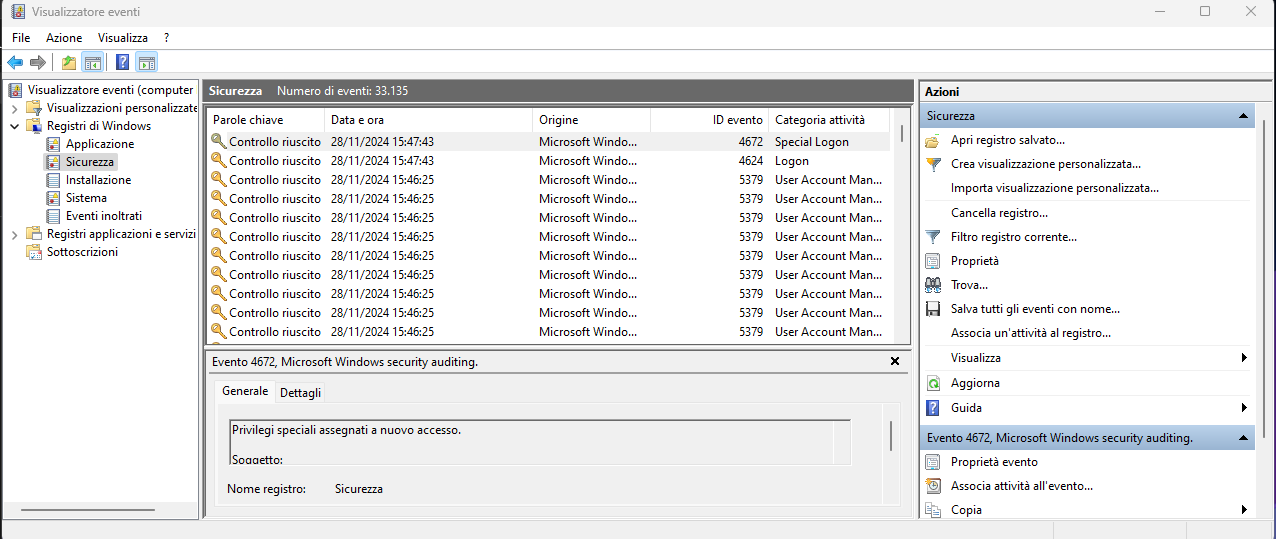 Visualizzatore eventi
File Azione Visualizza ?
Visualizzatore eventi (computer
Visualizzazioni personalizzate
Registri di Windows
Applicazione
Sicurezza
Installazione
Sistema
Eventi inoltrati
Registri applicazioni e servizi
Sottoscrizioni
Sicurezza Numero di eventi: 33.135
Parole chiave Data e ora Origine ID evento Categoria attività
Controllo riuscito 28/11/2024 15:47:43 Microsoft Windo... 4672 Special Logon
Controllo riuscito 28/11/2024 15:47:43 Microsoft Windo... 4624 Logon
Controllo riuscito 28/11/2024 15:46:25 Microsoft Windo... 5379 User Account Man...
Controllo riuscito 28/11/2024 15:46:25 Microsoft Windo... 5379 User Account Man...
Controllo riuscito 28/11/2024 15:46:25 Microsoft Windo... 5379 User Account Man...
Controllo riuscito 28/11/2024 15:46:25 Microsoft Windo... 5379 User Account Man...
Controllo riuscito 28/11/2024 15:46:25 Microsoft Windo... 5379 User Account Man...
Controllo riuscito 28/11/2024 15:46:25 Microsoft Windo... 5379 User Account Man...
Controllo riuscito 28/11/2024 15:46:25 Microsoft Windo... 5379 User Account Man...
Controllo riuscito 28/11/2024 15:46:25 Microsoft Windo... 5379 User Account Man...
Controllo riuscito 28/11/2024 15:46:25 Microsoft Windo... 5379 User Account Man...
Evento 4672, Microsoft Windows security auditing.
Generale Dettagli
Privilegi speciali assegnati a nuovo accesso.
Soggetto:
Nome registro: Sicurezza
Azioni
Sicurezza
Apri registro salvato...
Crea visualizzazione personalizzata...
Importa visualizzazione personalizzata...
Cancella registro...
Filtro registro corrente...
Proprietà
Trova...
Salva tutti gli eventi con nome...
Associa un'attività al registro...
Visualizza
Aggiorna
Guida
Evento 4672, Microsoft Windows security auditing.
Proprietà evento
Associa attività all'evento...
Copia